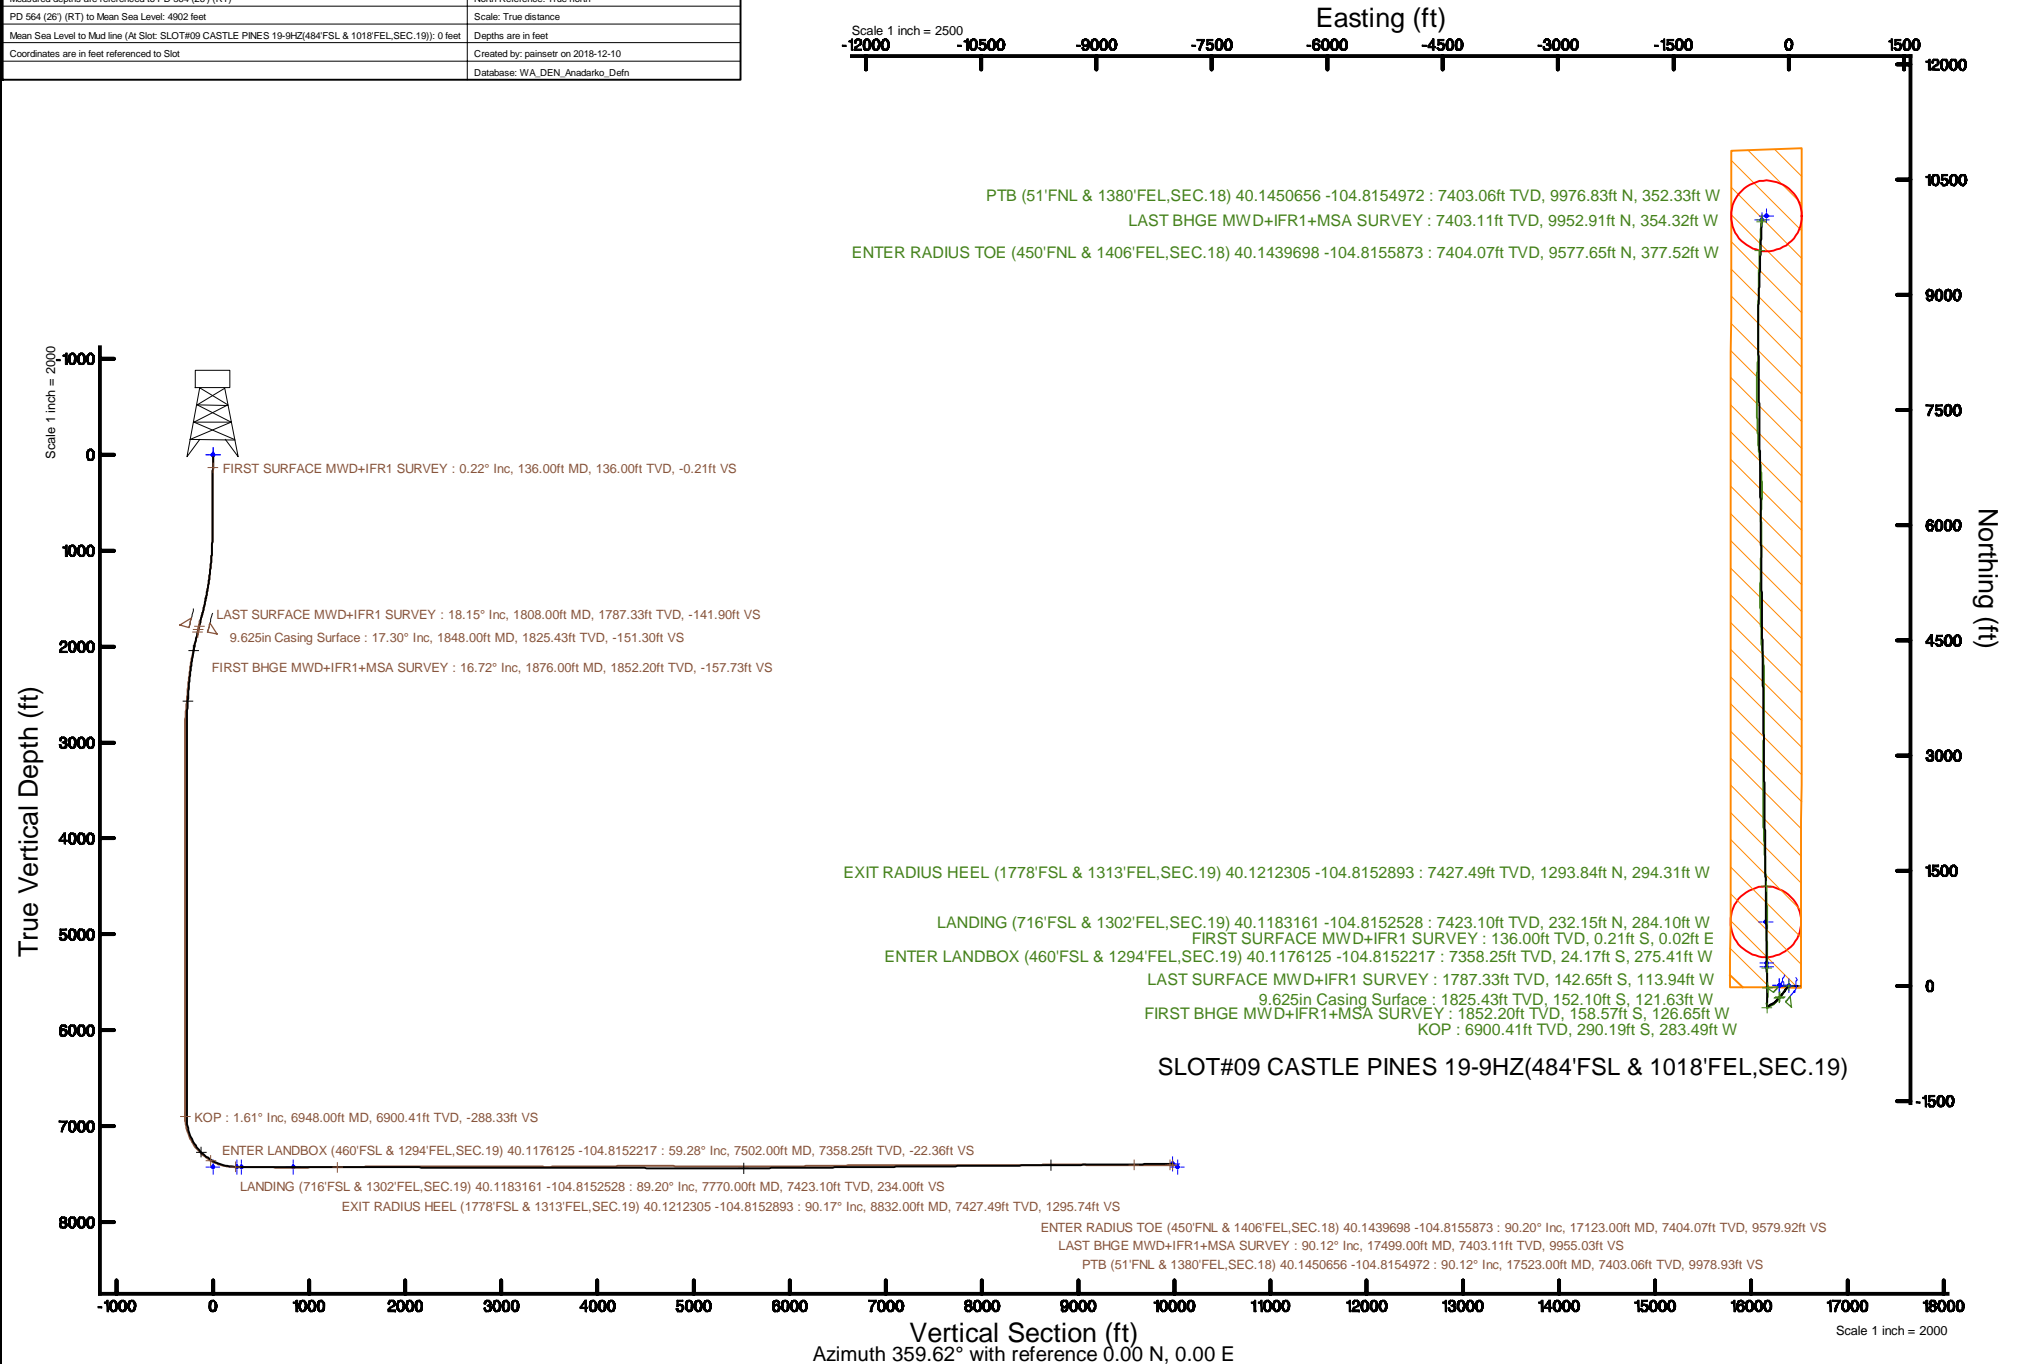 PD 564 (26') (RT) to Mean Sea Level: 4902 feet
Scale: True distance
Mean Sea Level to Mud line (At Slot: SLOT#09 CASTLE PINES 19-9HZ(484'FSL & 1018'FEL,SEC.19)): 0 feet
Depths are in feet
Coordinates are in feet referenced to Slot
Created by: painsetr on 2018-12-10
Database: WA_DEN_Anadarko_Defn
Easting (ft)
Scale 1 inch = 2500
-12000 -10500 -9000 -7500 -6000 -4500 -3000 -1500 0 1500
12000
10500
9000
7500
6000
4500
3000
1500
0
-1500
Northing (ft)
PTB (51'FNL & 1380'FEL,SEC.18) 40.1450656 -104.8154972 : 7403.06ft TVD, 9976.83ft N, 352.33ft W
LAST BHGE MWD+IFR1+MSA SURVEY : 7403.11ft TVD, 9952.91ft N, 354.32ft W
ENTER RADIUS TOE (450'FNL & 1406'FEL,SEC.18) 40.1439698 -104.8155873 : 7404.07ft TVD, 9577.65ft N, 377.52ft W
EXIT RADIUS HEEL (1778'FSL & 1313'FEL,SEC.19) 40.1212305 -104.8152893 : 7427.49ft TVD, 1293.84ft N, 294.31ft W
LANDING (716'FSL & 1302'FEL,SEC.19) 40.1183161 -104.8152528 : 7423.10ft TVD, 232.15ft N, 284.10ft W
FIRST SURFACE MWD+IFR1 SURVEY : 136.00ft TVD, 0.21ft S, 0.02ft E
ENTER LANDBOX (460'FSL & 1294'FEL,SEC.19) 40.1176125 -104.8152217 : 7358.25ft TVD, 24.17ft S, 275.41ft W
LAST SURFACE MWD+IFR1 SURVEY : 1787.33ft TVD, 142.65ft S, 113.94ft W
9.625in Casing Surface : 1825.43ft TVD, 152.10ft S, 121.63ft W
FIRST BHGE MWD+IFR1+MSA SURVEY : 1852.20ft TVD, 158.57ft S, 126.65ft W
KOP : 6900.41ft TVD, 290.19ft S, 283.49ft W
SLOT#09 CASTLE PINES 19-9HZ(484'FSL & 1018'FEL,SEC.19)
Scale 1 inch = 2000
True Vertical Depth (ft)
-1000
0
1000
2000
3000
4000
5000
6000
7000
8000
FIRST SURFACE MWD+IFR1 SURVEY : 0.22° Inc, 136.00ft MD, 136.00ft TVD, -0.21ft VS
LAST SURFACE MWD+IFR1 SURVEY : 18.15° Inc, 1808.00ft MD, 1787.33ft TVD, -141.90ft VS
9.625in Casing Surface : 17.30° Inc, 1848.00ft MD, 1825.43ft TVD, -151.30ft VS
FIRST BHGE MWD+IFR1+MSA SURVEY : 16.72° Inc, 1876.00ft MD, 1852.20ft TVD, -157.73ft VS
KOP : 1.61° Inc, 6948.00ft MD, 6900.41ft TVD, -288.33ft VS
ENTER LANDBOX (460'FSL & 1294'FEL,SEC.19) 40.1176125 -104.8152217 : 59.28° Inc, 7502.00ft MD, 7358.25ft TVD, -22.36ft VS
LANDING (716'FSL & 1302'FEL,SEC.19) 40.1183161 -104.8152528 : 89.20° Inc, 7770.00ft MD, 7423.10ft TVD, 234.00ft VS
EXIT RADIUS HEEL (1778'FSL & 1313'FEL,SEC.19) 40.1212305 -104.8152893 : 90.17° Inc, 8832.00ft MD, 7427.49ft TVD, 1295.74ft VS
ENTER RADIUS TOE (450'FNL & 1406'FEL,SEC.18) 40.1439698 -104.8155873 : 90.20° Inc, 17123.00ft MD, 7404.07ft TVD, 9579.92ft VS
LAST BHGE MWD+IFR1+MSA SURVEY : 90.12° Inc, 17499.00ft MD, 7403.11ft TVD, 9955.03ft VS
PTB (51'FNL & 1380'FEL,SEC.18) 40.1450656 -104.8154972 : 90.12° Inc, 17523.00ft MD, 7403.06ft TVD, 9978.93ft VS
-1000 0 1000 2000 3000 4000 5000 6000 7000 8000 9000 10000 11000 12000 13000 14000 15000 16000 17000 18000
Vertical Section (ft)
Scale 1 inch = 2000
Azimuth 359.62° with reference 0.00 N, 0.00 E